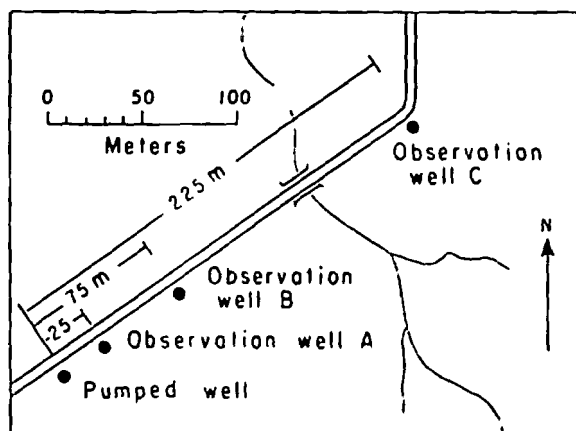 0 50 100
Meters
225 m
75 m
-25
Observation
well C
N
Observation
well B
Observation well A
Pumped well